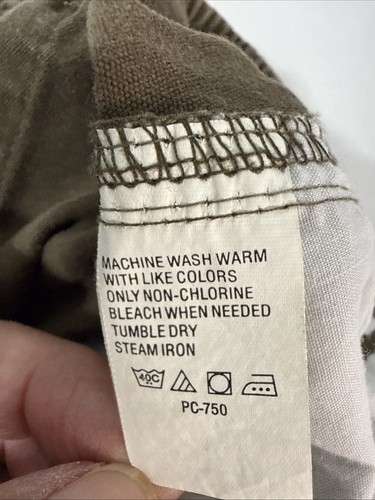 MACHINE WASH WARM
WITH LIKE COLORS
ONLY NON-CHLORINE
BLEACH WHEN NEEDED
TUMBLE DRY
STEAM IRON
40C
PC-750